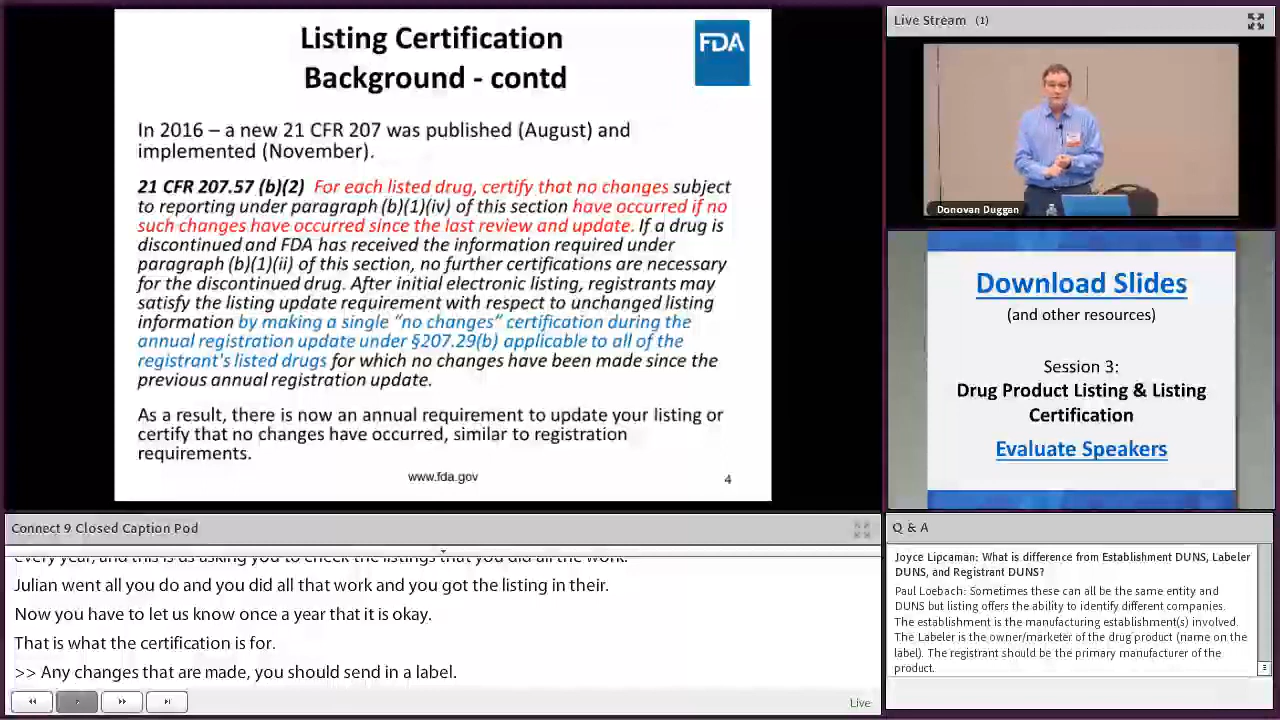 Listing Certification
Background - contd
FDA
In 2016 – a new 21 CFR 207 was published (August) and
implemented (November).
21 CFR 207.57 (b)(2) For each listed drug, certify that no changes subject
to reporting under paragraph (b)(1)(iv) of this section have occurred if no
such changes have occurred since the last review and update. If a drug is
discontinued and FDA has received the information required under
paragraph (b)(1)(ii) of this section, no further certifications are necessary
for the discontinued drug. After initial electronic listing, registrants may
satisfy the listing update requirement with respect to unchanged listing
information by making a single “no changes” certification during the
annual registration update under §207.29(b) applicable to all of the
registrant's listed drugs for which no changes have been made since the
previous annual registration update.
As a result, there is now an annual requirement to update your listing or
certify that no changes have occurred, similar to registration
requirements.
www.fda.gov
4
Live Stream (1)
Donovan Duggan
Download Slides
(and other resources)
Session 3:
Drug Product Listing & Listing
Certification
Evaluate Speakers
Connect 9 Closed Caption Pod
every year, and this is us asking you to check the listings that you did all the work.
Julian went all you do and you did all that work and you got the listing in their.
Now you have to let us know once a year that it is okay.
That is what the certification is for.
>> Any changes that are made, you should send in a label.
Live
Q & A
Joyce Lipcaman: What is difference from Establishment DUNS, Labeler
DUNS, and Registrant DUNS?
Paul Loebach: Sometimes these can all be the same entity and
DUNS but listing offers the ability to identify different companies.
The establishment is the manufacturing establishment(s) involved.
The Labeler is the owner/marketer of the drug product (name on the
label). The registrant should be the primary manufacturer of the
product.